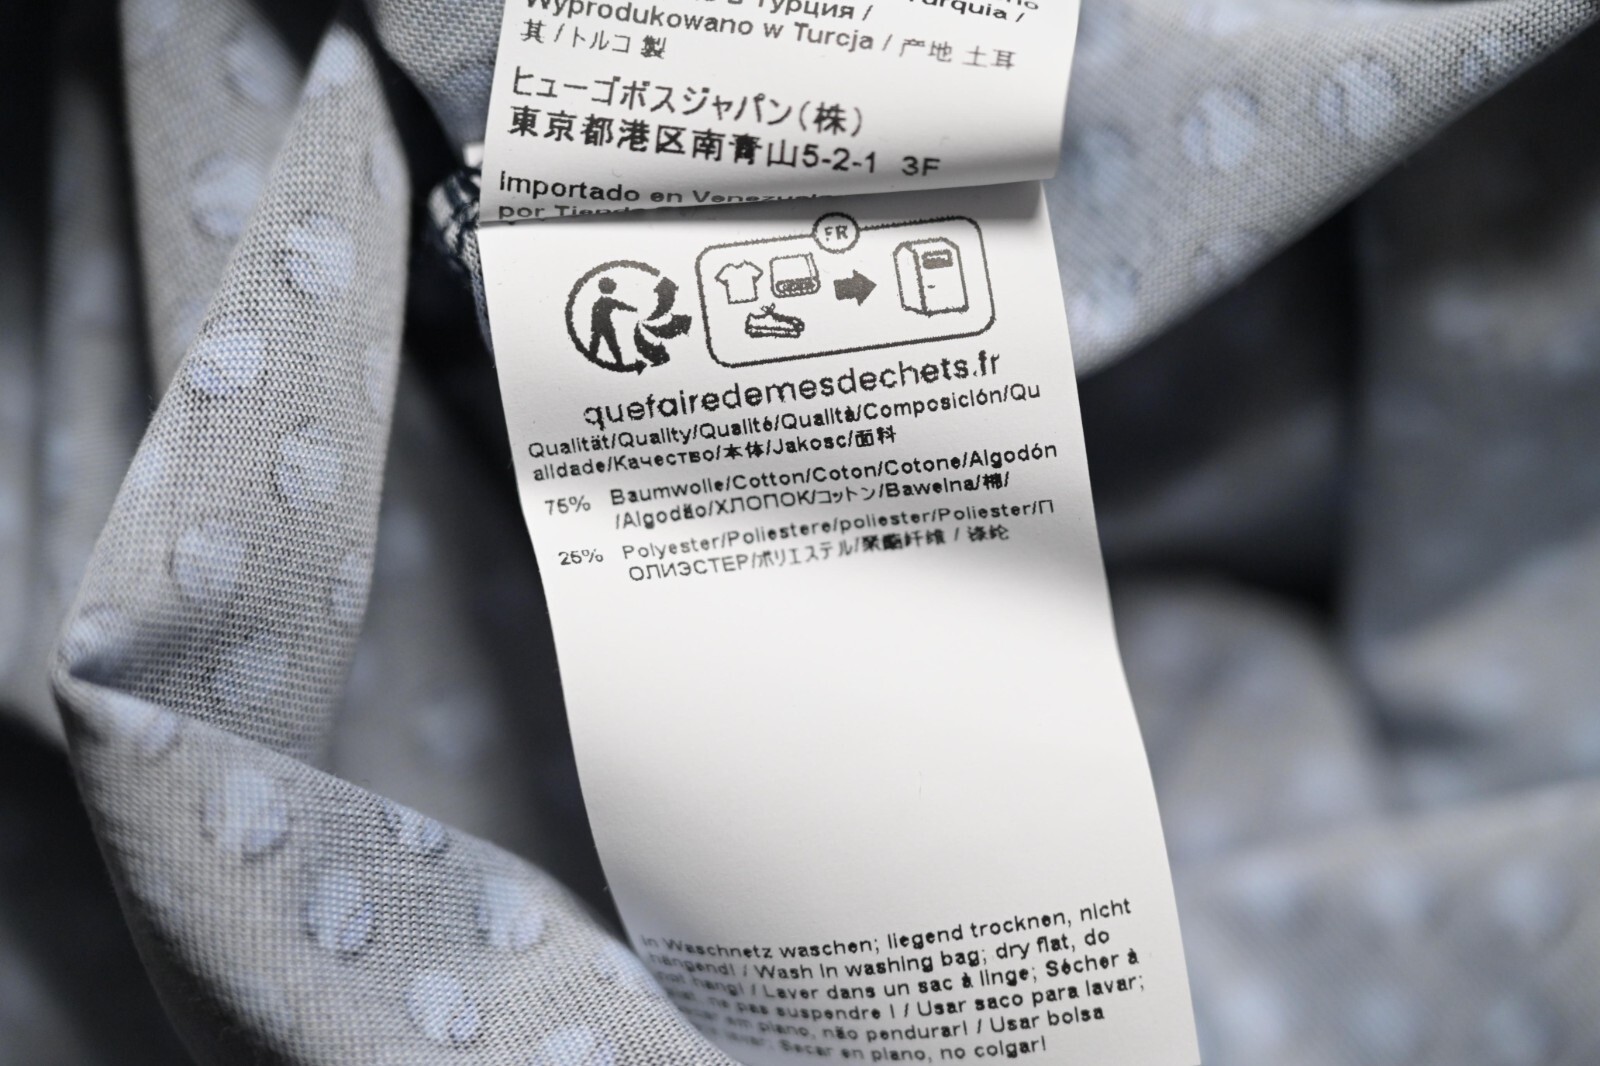 Турция /
Wyprodukowano w Turcja / 产地 土耳
其 / トルコ 製
ヒューゴボスジャパン(株)
東京都港区南青山5-2-1 3F
Importado en Venezuela
por
FR
quefairedemesdechets.fr
Qualität/Quality/Qualité/Qualità/Composición/Qu
alidade/Качество/本体/Jakosc/面料
75% Baumwolle/Cotton/Coton/Cotone/Algodón
/Algodão/ХЛОПОК/コットン/Bawelna/棉/
25% Polyester/Poliestere/poliester/Poliester/П
ОЛИЭСТЕР/ポリエステル/聚酯纤维 / 涤纶
In Waschnetz waschen; liegend trocknen, nicht
hängend! / Wash in washing bag; dry flat, do
not hang! / Laver dans un sac à linge; Sécher à
plat, ne pas suspendre ! / Usar saco para lavar;
Secar em plano, não pendurar! / Usar bolsa
Secar en plano, no colgar!